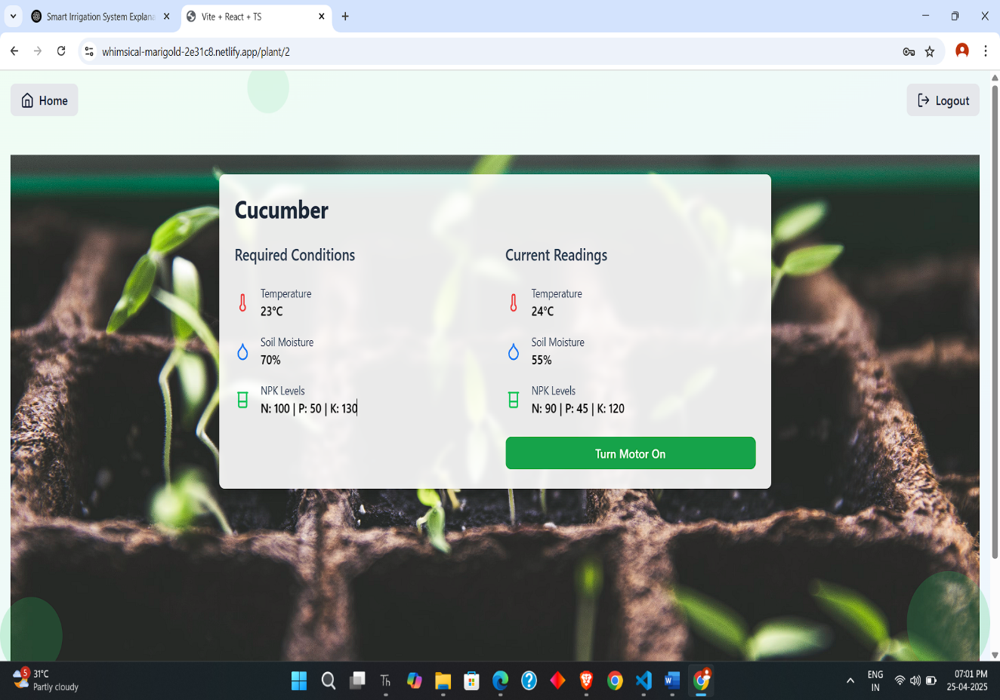 Smart Irrigation System Explana
Vite + React + TS
whimsical-marigold-2e31c8.netlify.app/plant/2
Home
Logout
Cucumber
Required Conditions
Current Readings
Temperature
23°C
Temperature
24°C
Soil Moisture
70%
Soil Moisture
55%
NPK Levels
N: 100 | P: 50 | K: 130
NPK Levels
N: 90 | P: 45 | K: 120
Turn Motor On
5
31°C
Partly cloudy
Th
ENG
IN
07:01 PM
25-04-2025